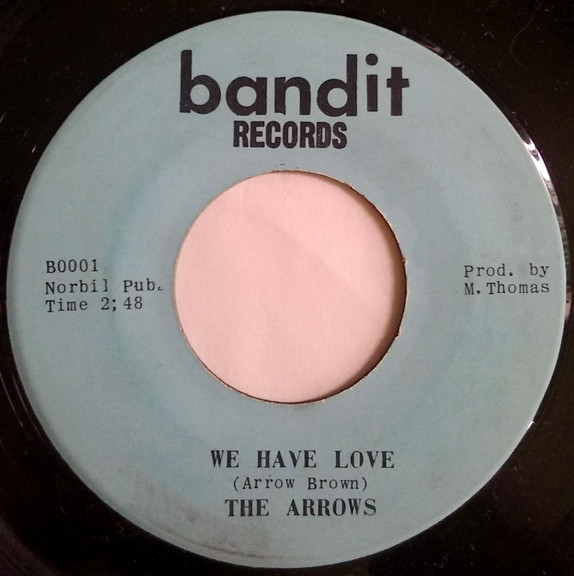 bandit
RECORDS
B0001
Norbil Pub.
Time 2;48
Prod. by
M.Thomas
WE HAVE LOVE
(Arrow Brown)
THE ARROWS